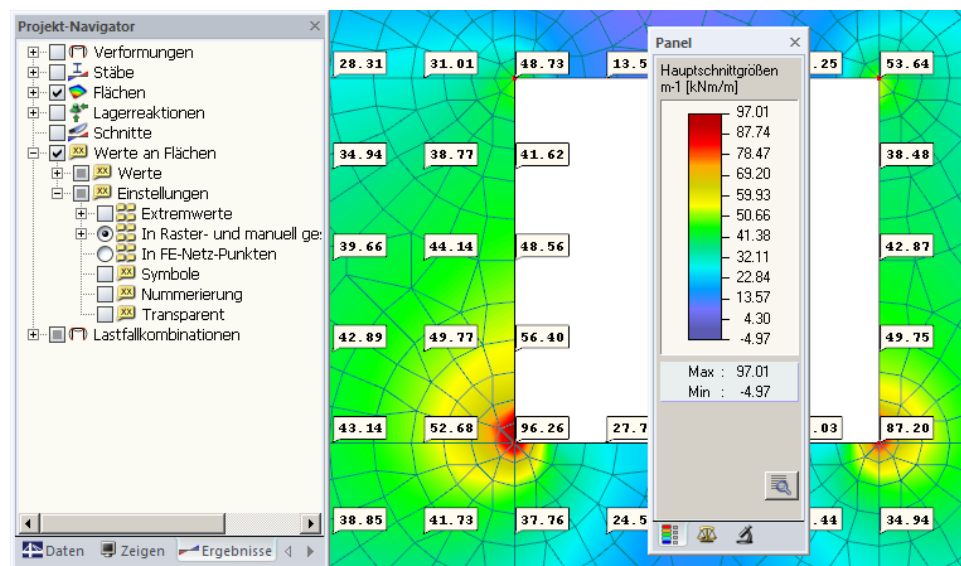 Projekt-Navigator
Verformungen
Stäbe
Flächen
Lagerreaktionen
Schnitte
xx Werte an Flächen
xx Werte
xx Einstellungen
Extremwerte
In Raster- und manuell ge
In FE-Netz-Punkten
xx Symbole
xx Nummerierung
xx Transparent
Lastfallkombinationen
Daten Zeigen Ergebnisse
28.31 31.01 48.73 13.5 .25 53.64
34.94 38.77 41.62 38.48
39.66 44.14 48.56 42.87
42.89 49.77 56.40 49.75
43.14 52.68 96.26 27.7 .03 87.20
38.85 41.73 37.76 24.5 .44 34.94
Panel
Hauptschnittgrößen
m-1 [kNm/m]
97.01
87.74
78.47
69.20
59.93
50.66
41.38
32.11
22.84
13.57
4.30
-4.97
Max : 97.01
Min : -4.97